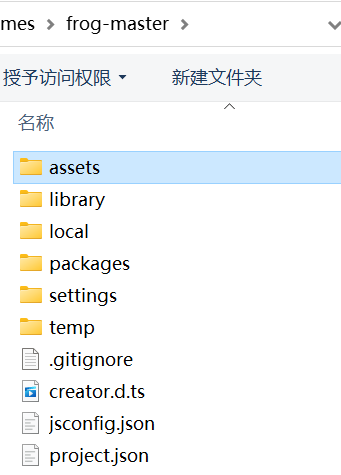 mes > frog-master >
授予访问权限 新建文件夹
名称
assets
library
local
packages
settings
temp
.gitignore
creator.d.ts
jsconfig.json
project.json